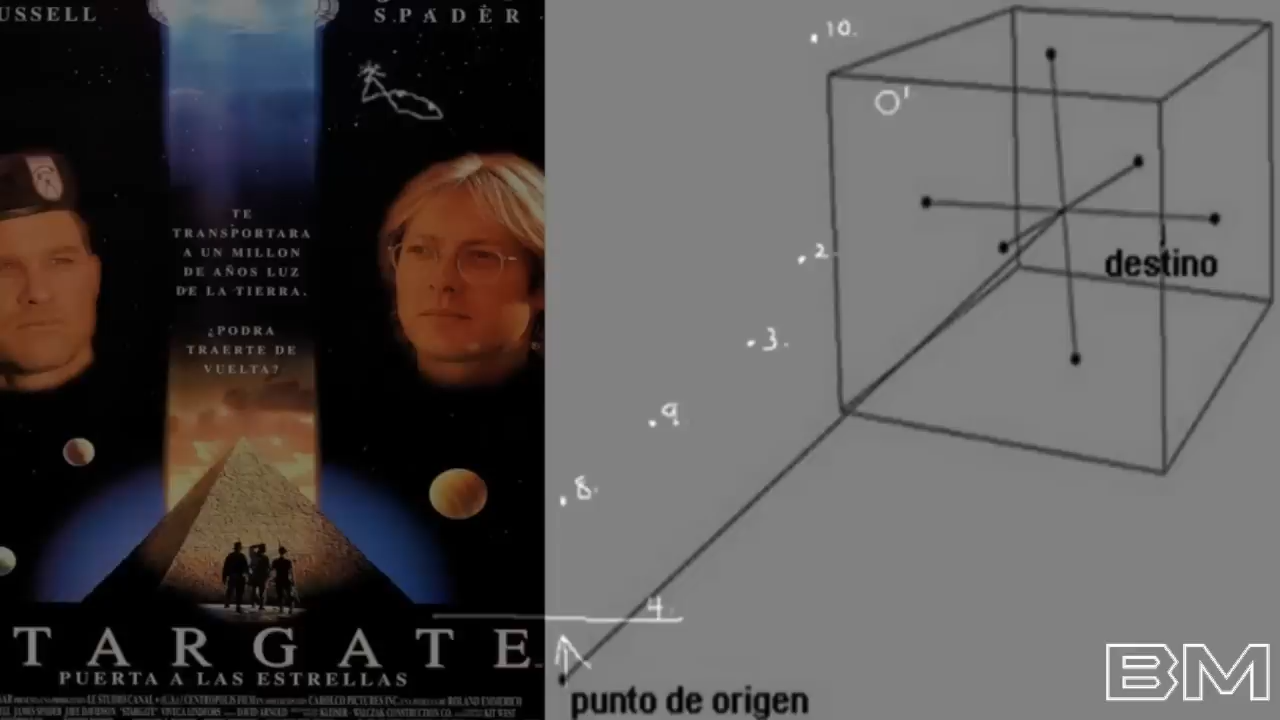 USSELL
SPADER
TE
TRANSPORTARA
A UN MILLON
DE AÑOS LUZ
DE LA TIERRA.
¿PODRA
TRAERTE DE
VUELTA?
TARGATE
PUERTA A LAS ESTRELLAS
10.
O'
2.
3.
9.
8.
4.
destino
punto de origen
BM